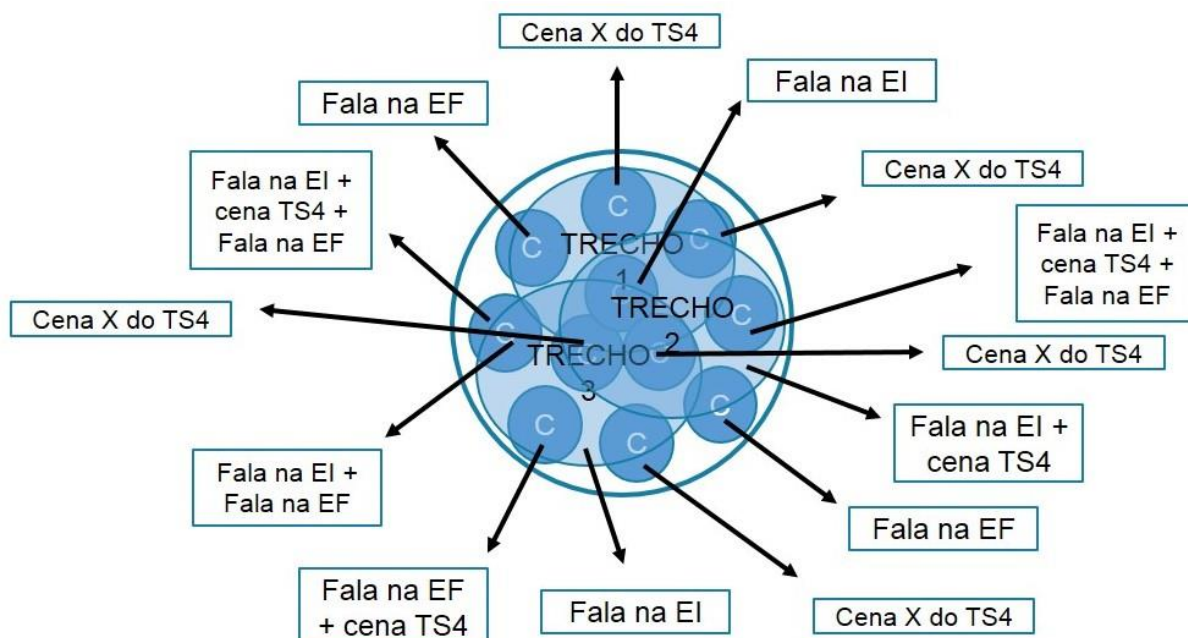 Cena X do TS4
Fala na EI
Fala na EF
Cena X do TS4
Fala na EI +
cena TS4 +
Fala na EF
Fala na EI +
cena TS4 +
Fala na EF
C
C
C
C
TRECHO
1
C
TRECHO
2
C
C
C
TRECHO
3
C
C
C
C
Cena X do TS4
Cena X do TS4
Fala na EI +
cena TS4
Fala na EI +
Fala na EF
Fala na EF
Fala na EF
+ cena TS4
Fala na EI
Cena X do TS4